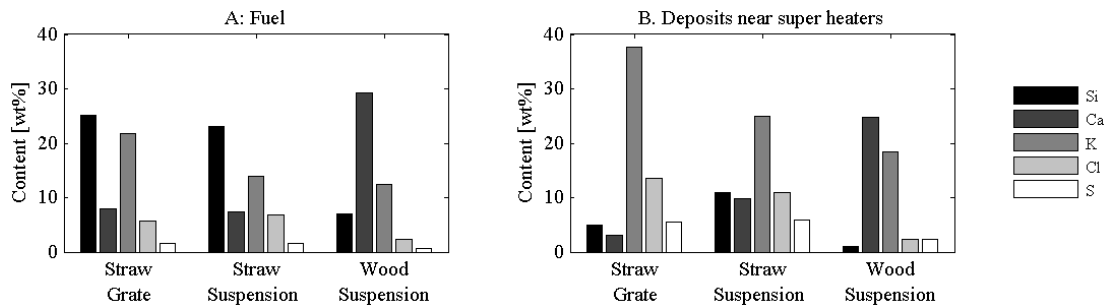 A: Fuel
40
30
20
10
0
Content [wt%]
Straw Straw Wood
Grate Suspension Suspension
B. Deposits near super heaters
40
30
20
10
0
Content [wt%]
Straw Straw Wood
Grate Suspension Suspension
Si
Ca
K
Cl
S